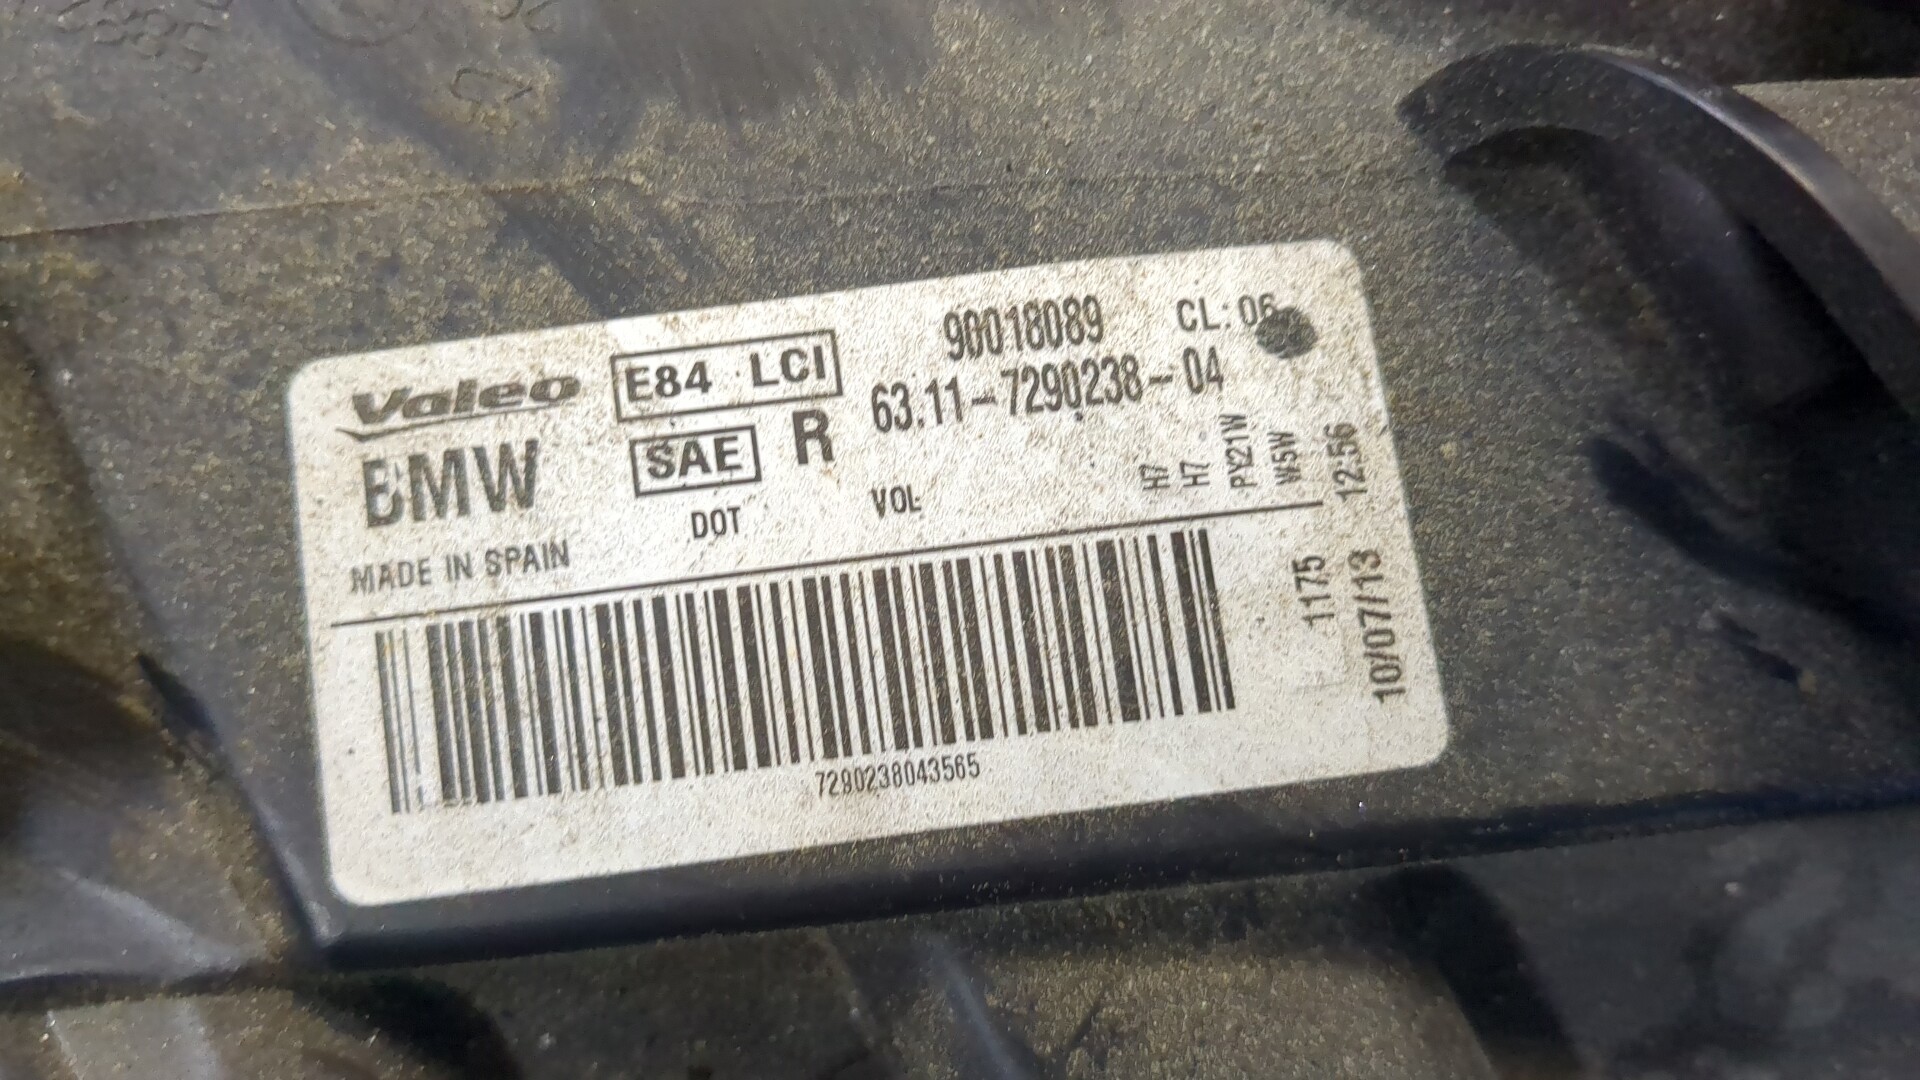 Valeo E84 LCI 90018089 CL: 06
BMW SAE R 63.11-7290238-04
DOT VOL
MADE IN SPAIN
H7
H7
PY21W
W5W
12:56
1175
10/07/13
7290238043565